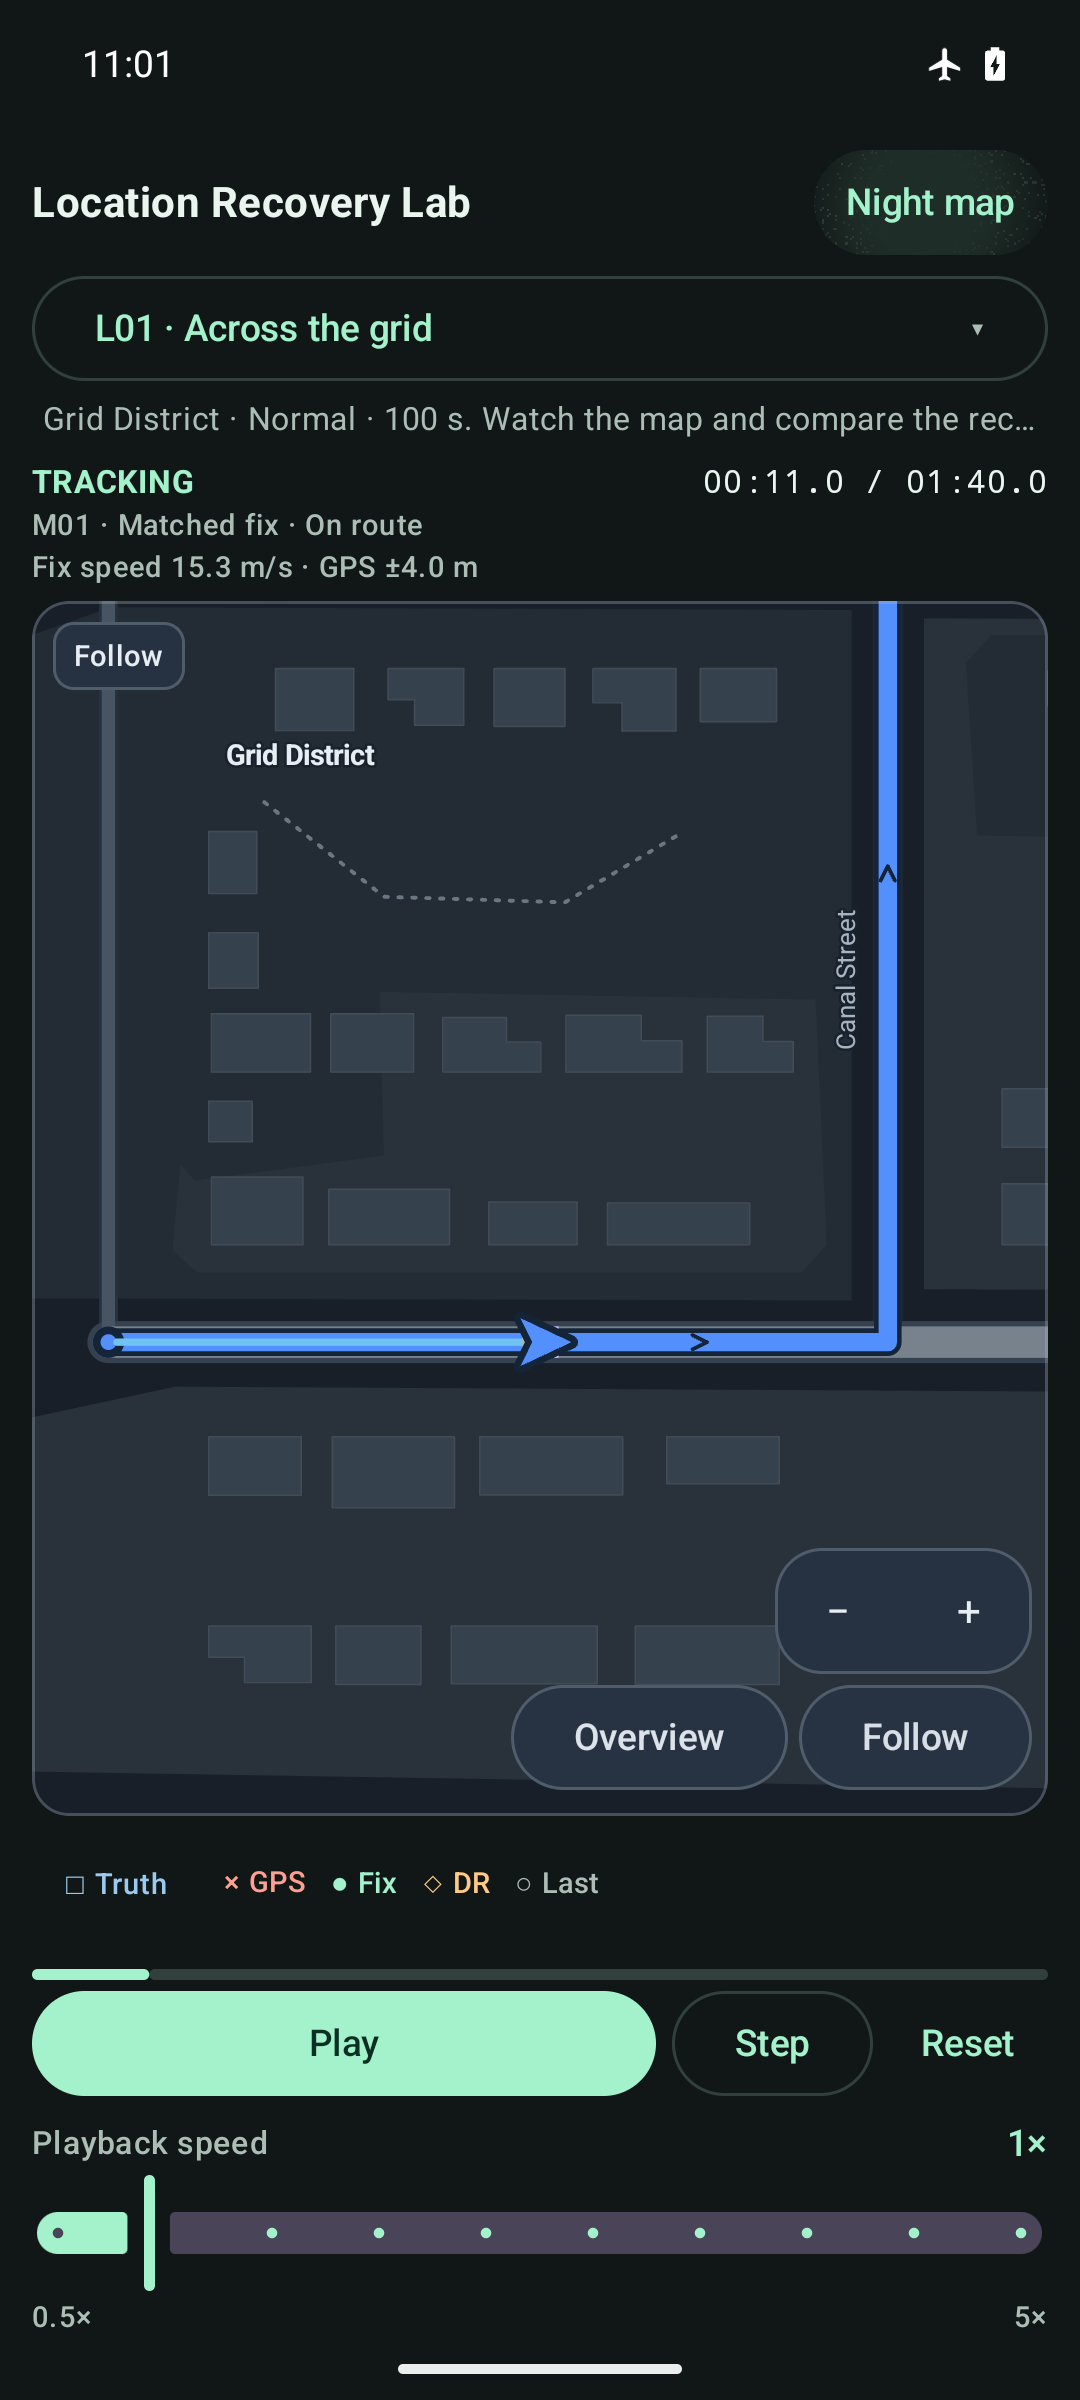 11:01
Location Recovery Lab
Night map
L01 · Across the grid
Grid District · Normal · 100 s. Watch the map and compare the rec…
TRACKING
00:11.0 / 01:40.0
M01 · Matched fix · On route
Fix speed 15.3 m/s · GPS ±4.0 m
Follow
Grid District
Canal Street
− +
Overview
Follow
□ Truth × GPS ● Fix ◇ DR ○ Last
Play
Step
Reset
Playback speed
1×
0.5×
5×